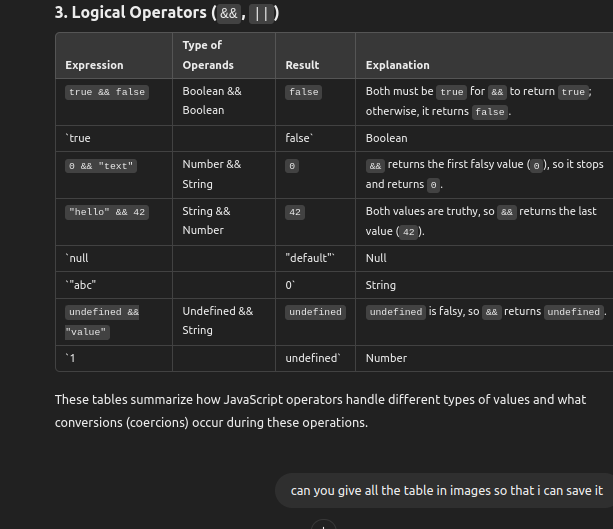 3. Logical Operators (&&, ||)
Type of
Expression Operands Result Explanation
true && false Boolean && false Both must be true for && to return true;
Boolean otherwise, it returns false.
`true false` Boolean
0 && "text" Number && 0 && returns the first falsy value (0), so it stops
String and returns 0.
"hello" && 42 String && 42 Both values are truthy, so && returns the last
Number value (42).
`null "default"` Null
`"abc" 0` String
undefined && Undefined && undefined undefined is falsy, so && returns undefined.
"value" String
`1 undefined` Number
These tables summarize how JavaScript operators handle different types of values and what
conversions (coercions) occur during these operations.
can you give all the table in images so that i can save it